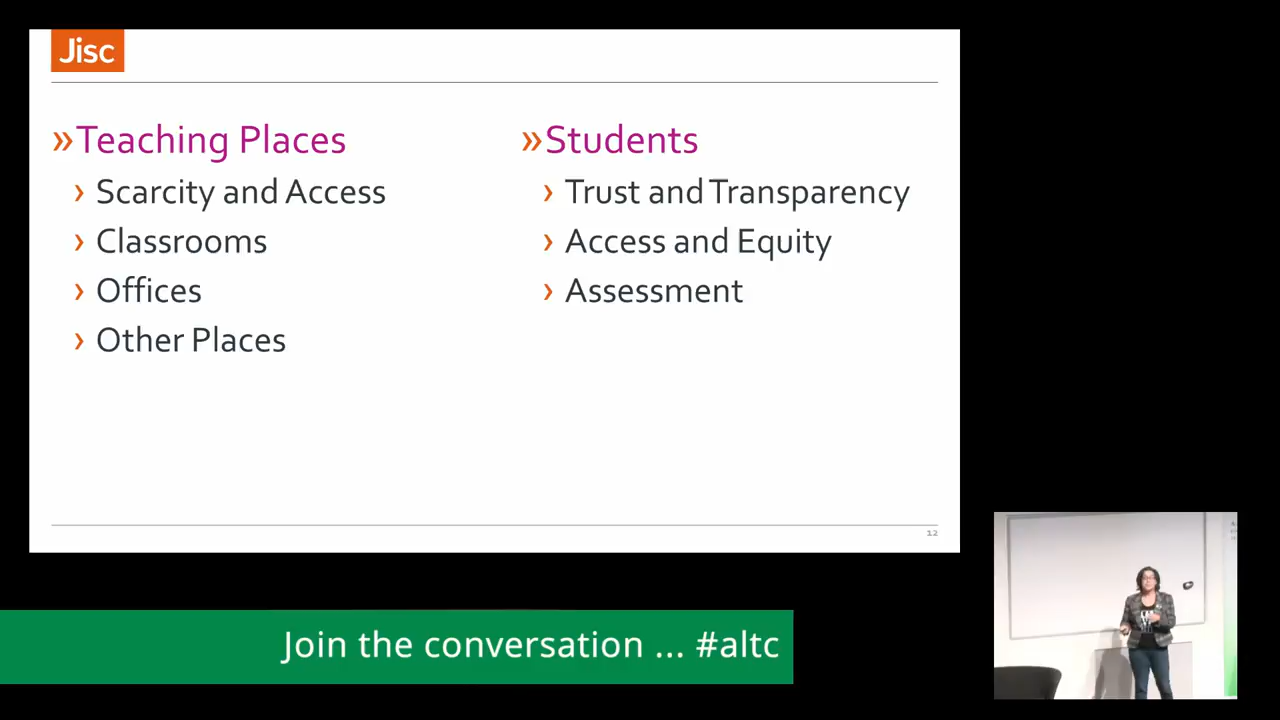 Jisc
»Teaching Places
› Scarcity and Access
› Classrooms
› Offices
› Other Places
»Students
› Trust and Transparency
› Access and Equity
› Assessment
12
Join the conversation ... #altc